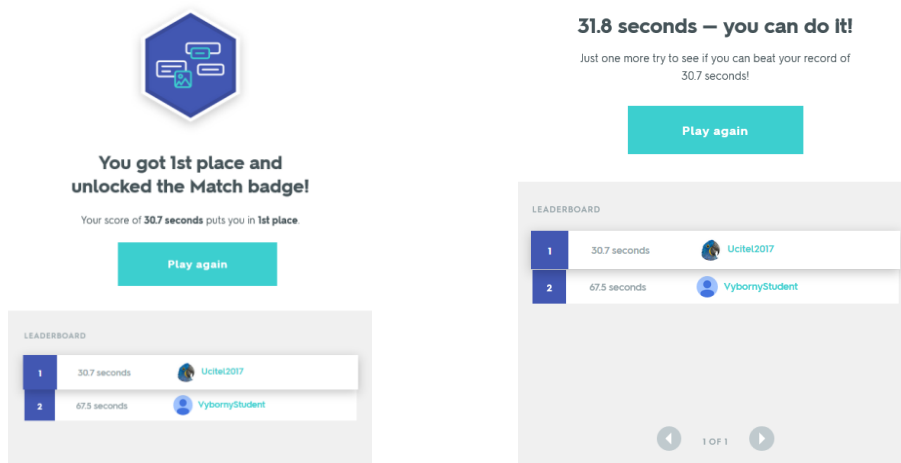 You got 1st place and
unlocked the Match badge!
Your score of 30.7 seconds puts you in 1st place.
Play again
LEADERBOARD
1 30.7 seconds Ucitel2017
2 67.5 seconds VybornyStudent
31.8 seconds — you can do it!
Just one more try to see if you can beat your record of
30.7 seconds!
Play again
LEADERBOARD
1 30.7 seconds Ucitel2017
2 67.5 seconds VybornyStudent
1 OF 1